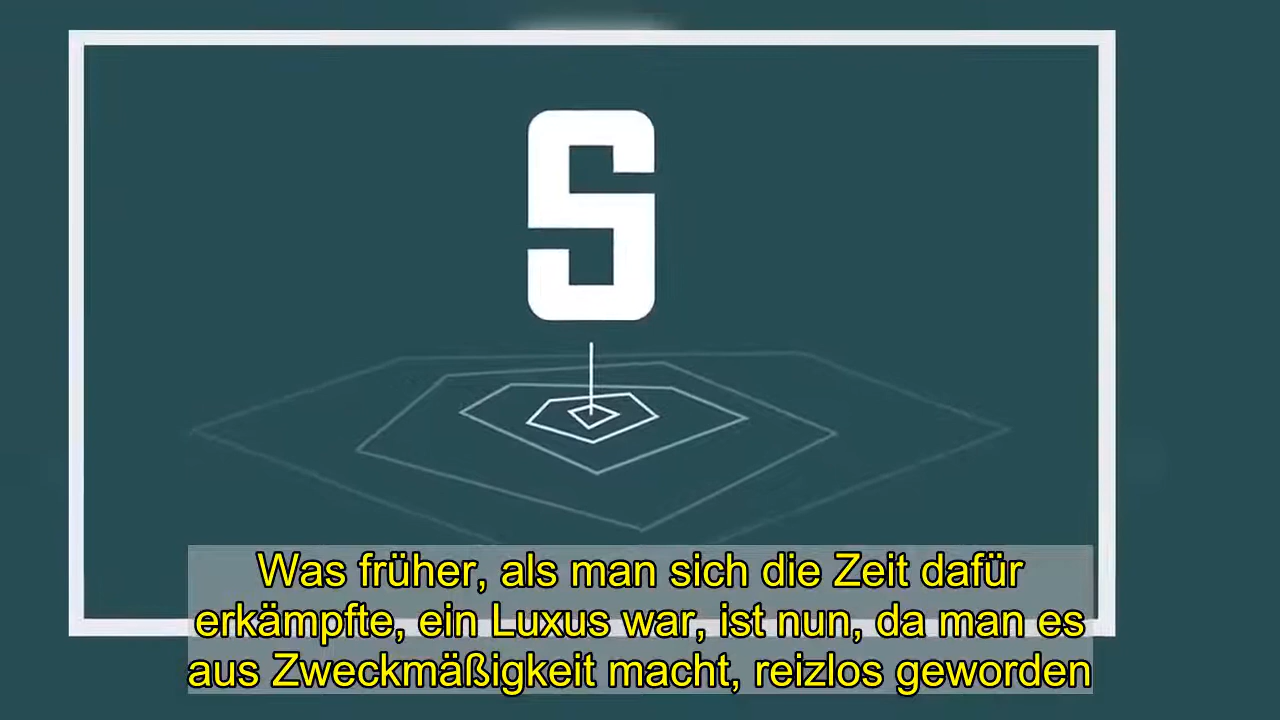 S
Was früher, als man sich die Zeit dafür
erkämpfte, ein Luxus war, ist nun, da man es
aus Zweckmäßigkeit macht, reizlos geworden